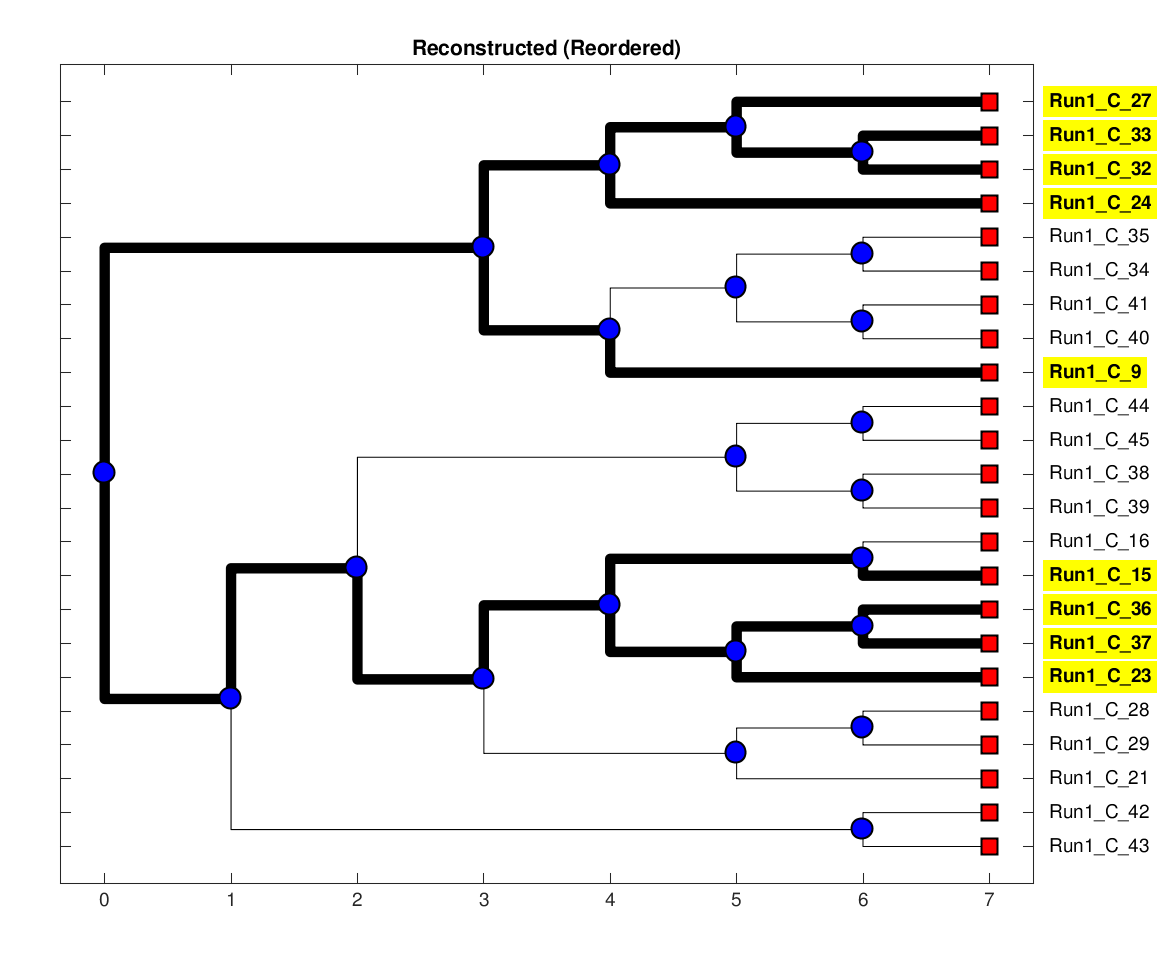 Reconstructed (Reordered)
Run1_C_27
Run1_C_33
Run1_C_32
Run1_C_24
Run1_C_35
Run1_C_34
Run1_C_41
Run1_C_40
Run1_C_9
Run1_C_44
Run1_C_45
Run1_C_38
Run1_C_39
Run1_C_16
Run1_C_15
Run1_C_36
Run1_C_37
Run1_C_23
Run1_C_28
Run1_C_29
Run1_C_21
Run1_C_42
Run1_C_43
0 1 2 3 4 5 6 7